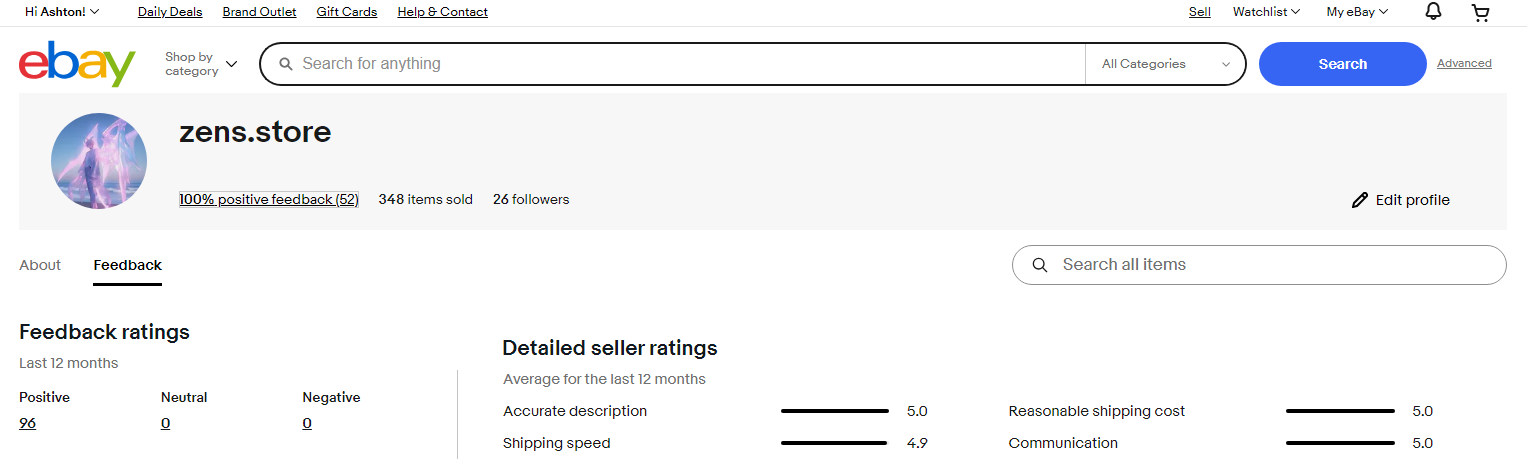 Hi Ashton! Daily Deals Brand Outlet Gift Cards Help & Contact Sell Watchlist My eBay
ebay Shop by category Search for anything All Categories Search Advanced
zens.store
100% positive feedback (52) 348 items sold 26 followers Edit profile
About Feedback Search all items
Feedback ratings
Last 12 months
Positive Neutral Negative
96 0 0
Detailed seller ratings
Average for the last 12 months
Accurate description 5.0 Reasonable shipping cost 5.0
Shipping speed 4.9 Communication 5.0